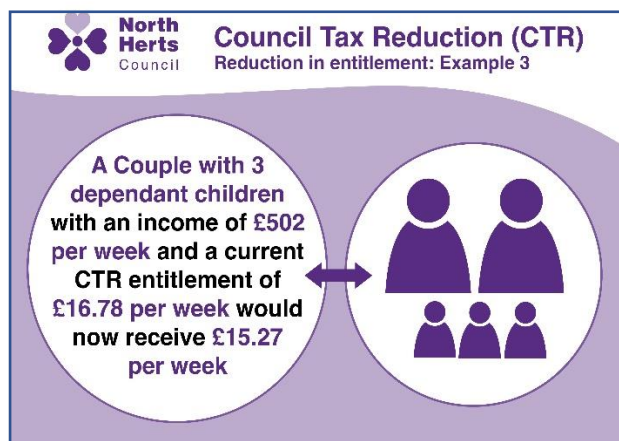 North
Herts
Council
Council Tax Reduction (CTR)
Reduction in entitlement: Example 3
A Couple with 3
dependant children
with an income of £502
per week and a current
CTR entitlement of
£16.78 per week would
now receive £15.27
per week